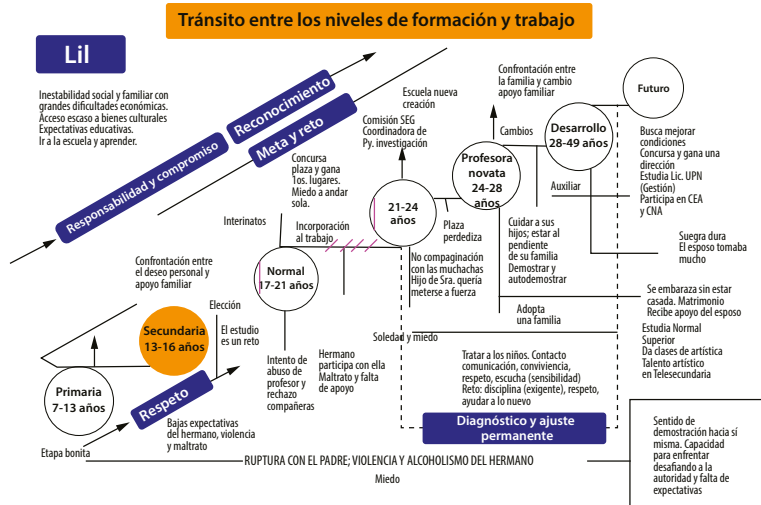 Tránsito entre los niveles de formación y trabajo
Lil
Inestabilidad social y familiar con
grandes dificultades económicas.
Acceso escaso a bienes culturales
Expectativas educativas.
Ir a la escuela y aprender.
Responsabilidad y compromiso
Reconocimiento
Meta y reto
Escuela nueva
creación
Comisión SEG
Coordinadora de
Py. investigación
Confrontación entre
la familia y cambio
apoyo familiar
Cambios
Futuro
Desarrollo
28-49 años
Profesora
novata
24-28
años
21-24
años
Concursa
plaza y gana
1os. lugares.
Miedo a andar
sola.
Interinatos
Incorporación
al trabajo
Plaza
perdediza
Auxiliar
Busca mejorar
condiciones
Concursa y gana una
dirección
Estudia Lic. UPN
(Gestión)
Participa en CEA
y CNA
Cuidar a sus
hijos; estar al
pendiente
de su familia
Demostrar y
autodemostrar
Suegra dura
El esposo tomaba
mucho
No compaginación
con las muchachas
Hijo de Sra. quería
meterse a fuerza
Normal
17-21 años
Confrontación entre
el deseo personal y
apoyo familiar
Secundaria
13-16 años
Elección
El estudio
es un reto
Adopta
una familia
Se embaraza sin estar
casada. Matrimonio
Recibe apoyo del esposo
Estudia Normal
Superior
Da clases de artística
Talento artístico
en Telesecundaria
Soledad y miedo
Intento de
abuso de
profesor y
rechazo
compañeras
Hermano
participa con ella
Maltrato y falta
de apoyo
Tratar a los niños. Contacto
comunicación, conviviencia,
respeto, escucha (sensibilidad)
Reto: disciplina (exigente), respeto,
ayudar a lo nuevo
Primaria
7-13 años
Respeto
Bajas expectativas
del hermano, violencia
y maltrato
Diagnóstico y ajuste
permanente
Sentido de
demostración hacia sí
misma. Capacidad
para enfrentar
desafiando a la
autoridad y falta de
expectativas
Etapa bonita
RUPTURA CON EL PADRE; VIOLENCIA Y ALCOHOLISMO DEL HERMANO
Miedo